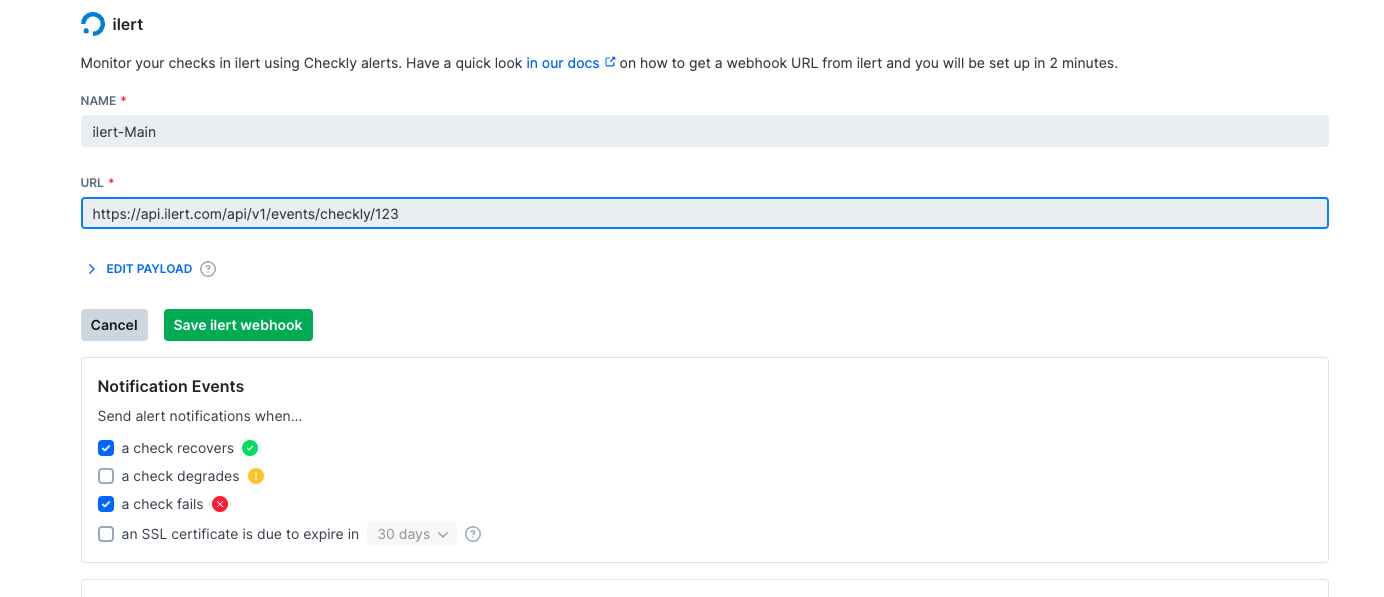 ilert
Monitor your checks in ilert using Checkly alerts. Have a quick look in our docs on how to get a webhook URL from ilert and you will be set up in 2 minutes.
NAME *
ilert-Main
URL *
https://api.ilert.com/api/v1/events/checkly/123
EDIT PAYLOAD ?
Cancel Save ilert webhook
Notification Events
Send alert notifications when...
a check recovers
a check degrades !
a check fails
an SSL certificate is due to expire in 30 days ?